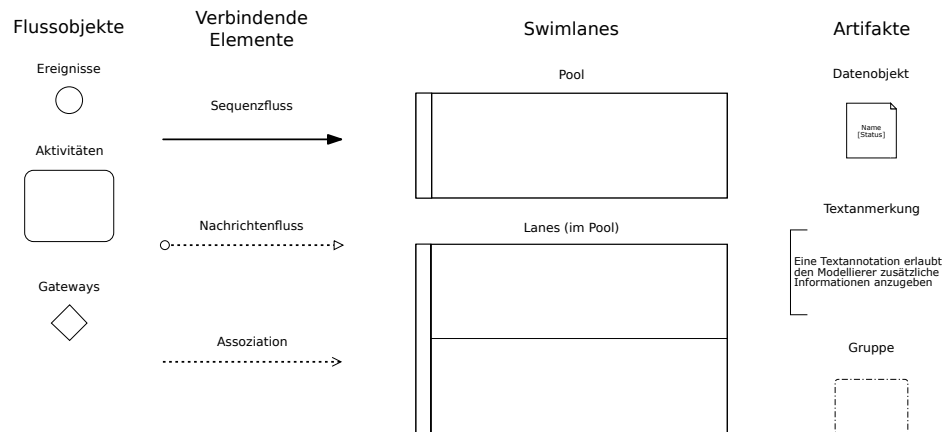 Flussobjekte
Ereignisse
Aktivitäten
Gateways
Verbindende
Elemente
Sequenzfluss
Nachrichtenfluss
Assoziation
Swimlanes
Pool
Lanes (im Pool)
Artifakte
Datenobjekt
Name
[Status]
Textanmerkung
Eine Textannotation erlaubt
den Modellierer zusätzliche
Informationen anzugeben
Gruppe